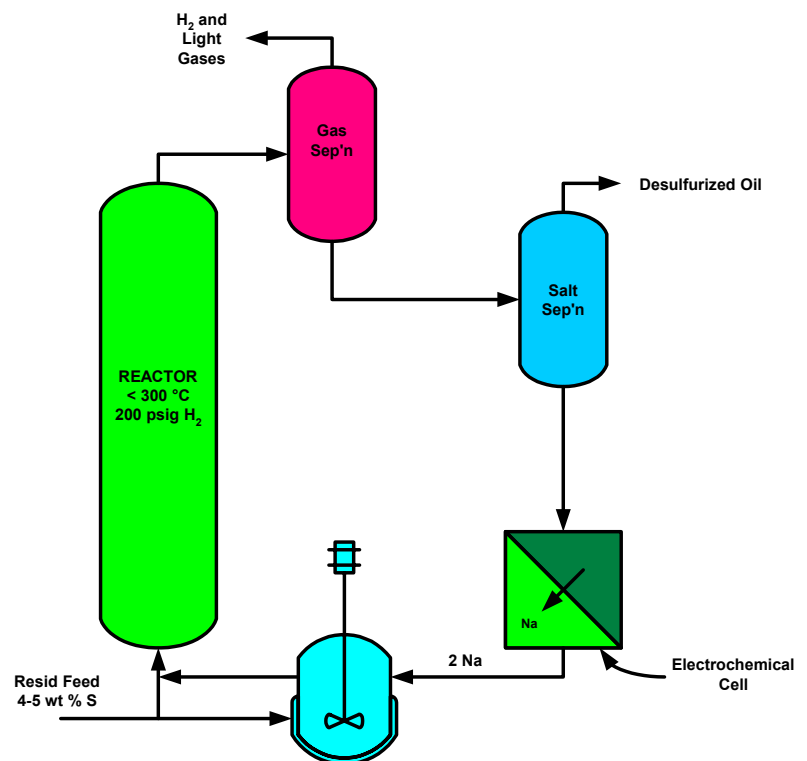 H₂ and
Light
Gases
Gas
Sep'n
Desulfurized Oil
Salt
Sep'n
REACTOR
< 300 °C
200 psig H₂
Na
2 Na
Electrochemical
Cell
Resid Feed
4-5 wt % S